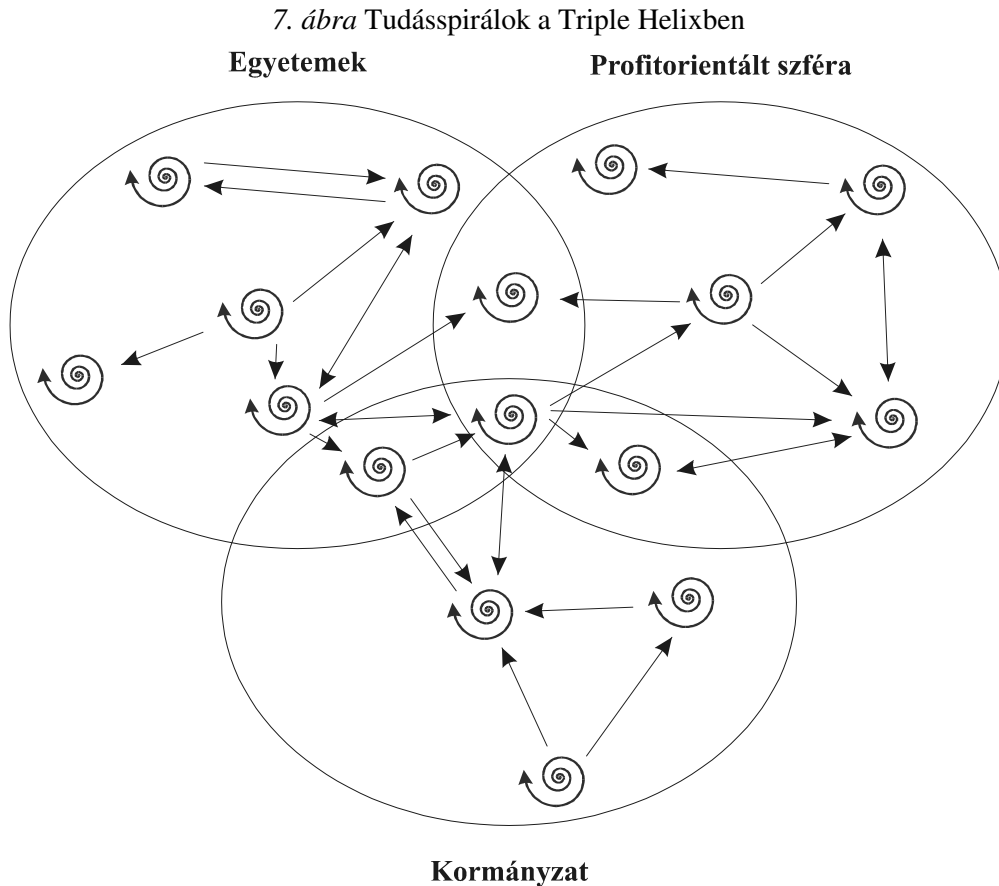 7. ábra Tudásspirálok a Triple Helixben
Egyetemek
Profitorientált szféra
Kormányzat